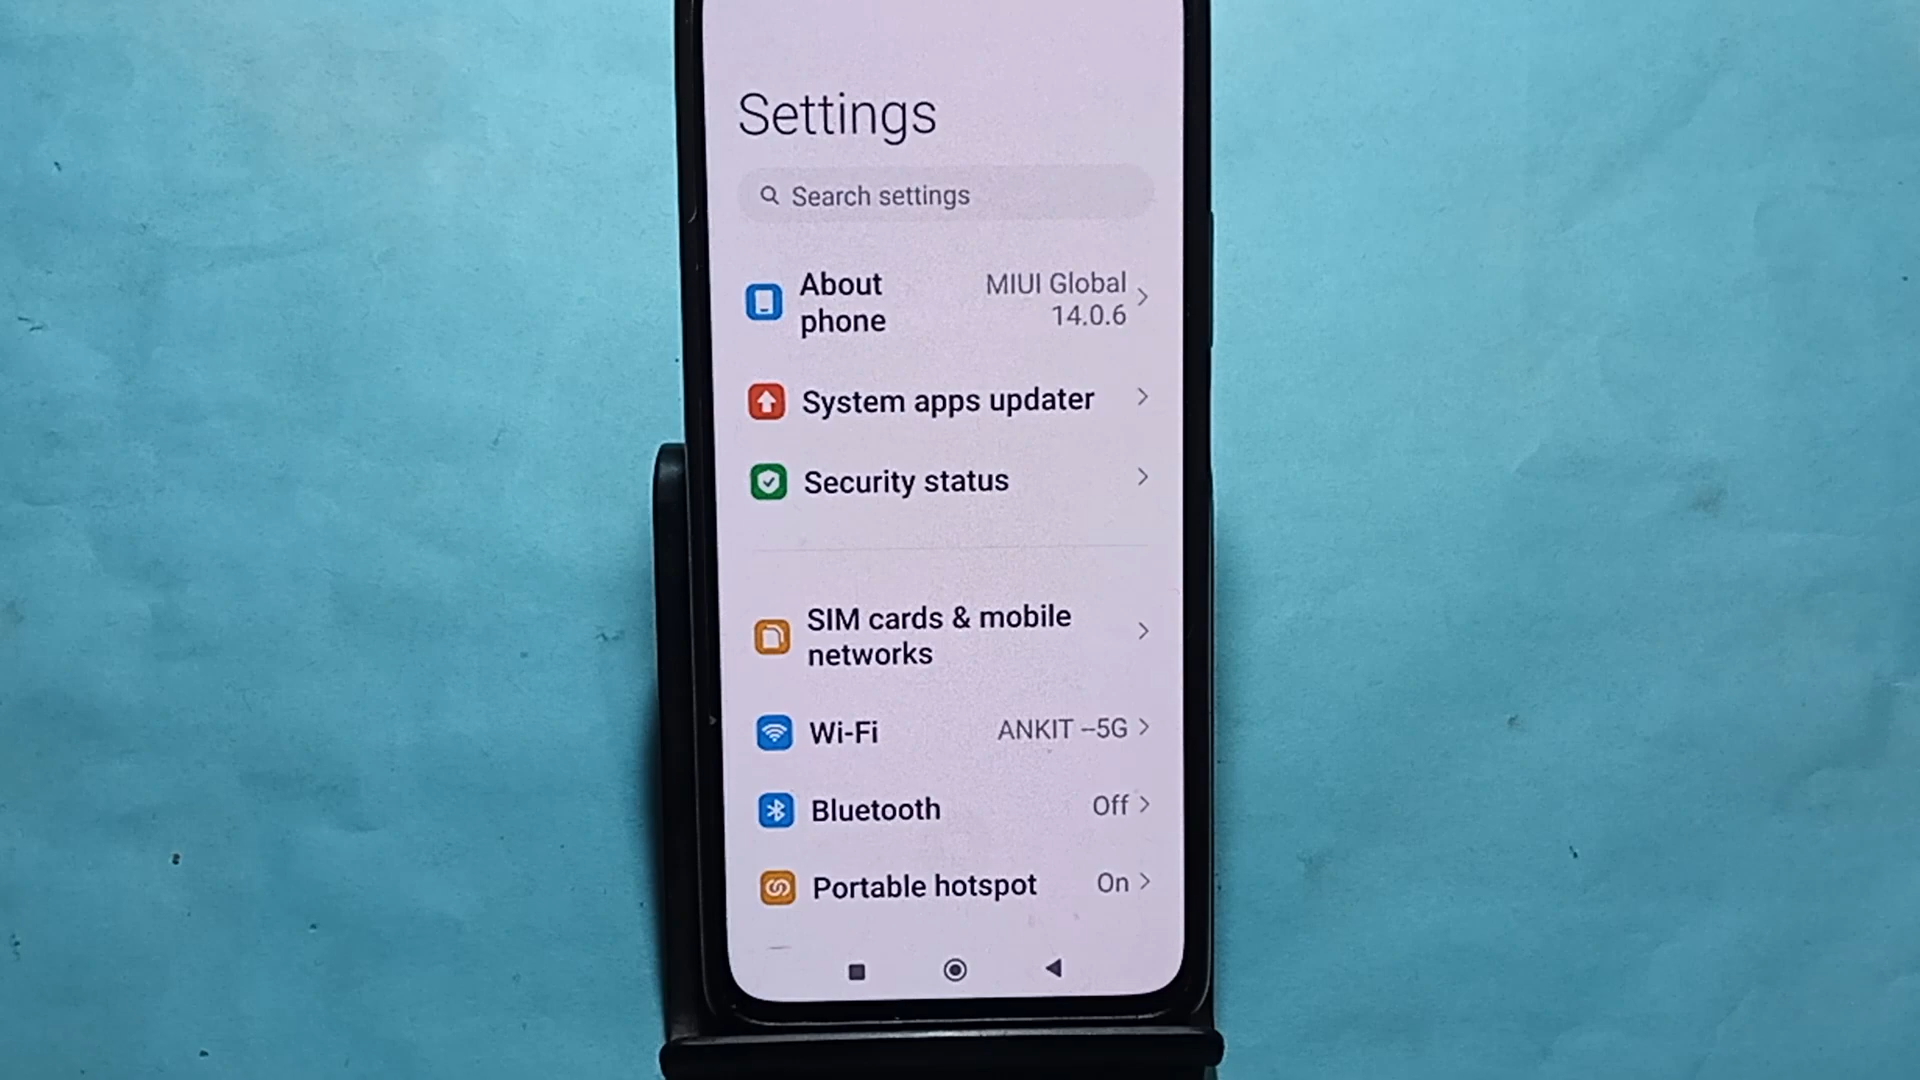 Settings
Search settings
About phone
MIUI Global 14.0.6
System apps updater
Security status
SIM cards & mobile networks
Wi-Fi
ANKIT –5G
Bluetooth
Off
Portable hotspot
On